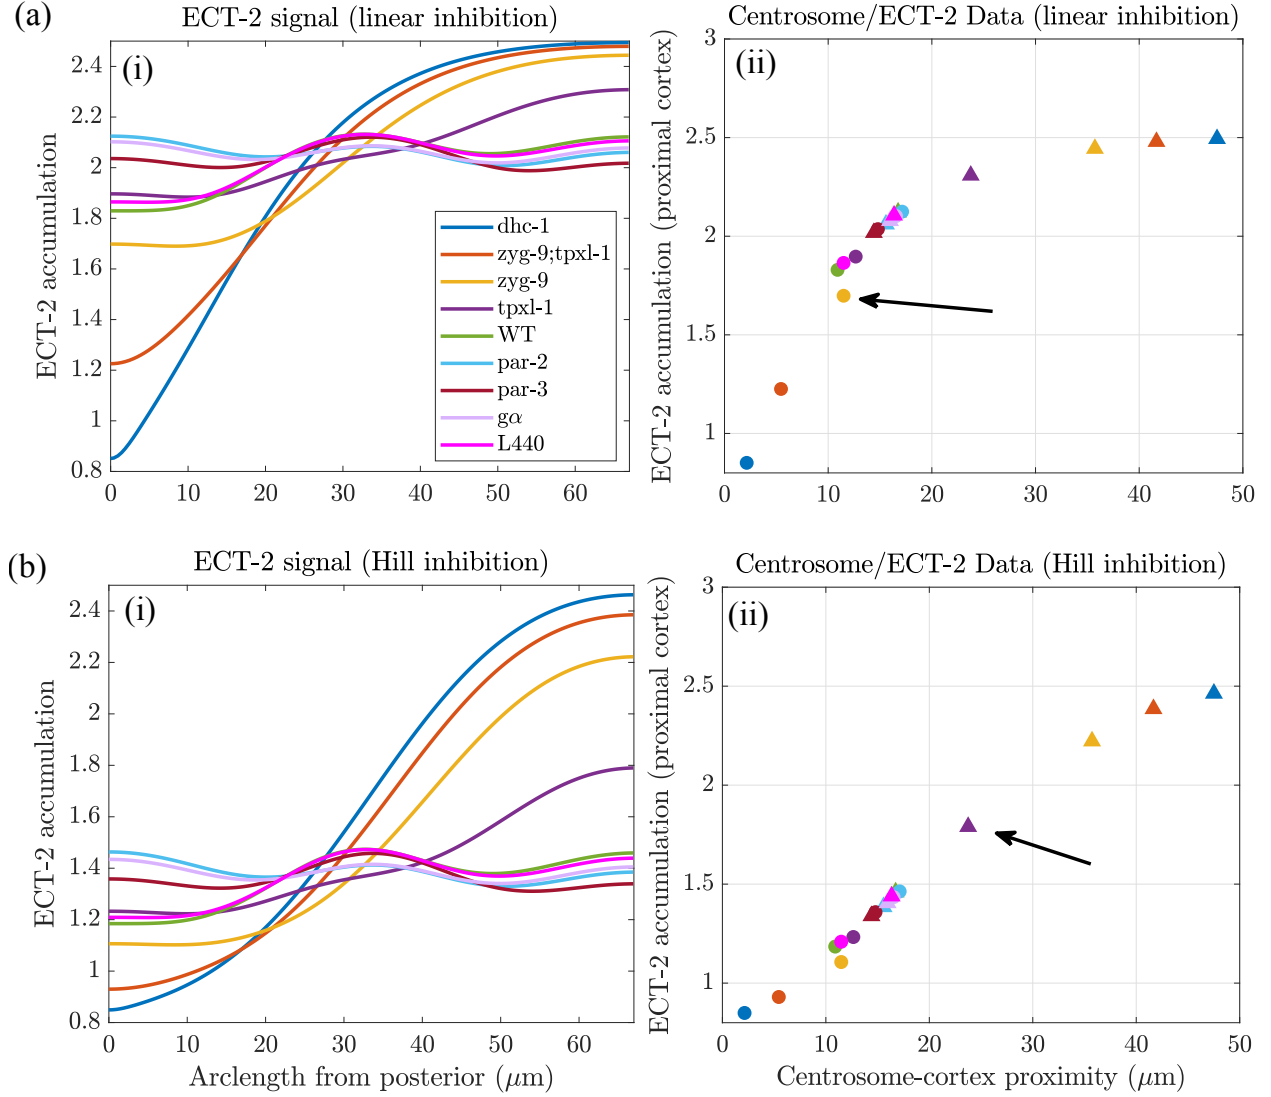 (a)
ECT-2 signal (linear inhibition)
(i)
ECT-2 accumulation
2.4
2.2
2
1.8
1.6
1.4
1.2
1
0.8
0
10
20
30
40
50
60
dhc-1
zyg-9;tpxl-1
zyg-9
tpxl-1
WT
par-2
par-3
gα
L440
Centrosome/ECT-2 Data (linear inhibition)
(ii)
ECT-2 accumulation (proximal cortex)
3
2.5
2
1.5
1
0
10
20
30
40
50
(b)
ECT-2 signal (Hill inhibition)
(i)
ECT-2 accumulation
2.4
2.2
2
1.8
1.6
1.4
1.2
1
0.8
0
10
20
30
40
50
60
Arclength from posterior (μm)
Centrosome/ECT-2 Data (Hill inhibition)
(ii)
ECT-2 accumulation (proximal cortex)
3
2.5
2
1.5
1
0
10
20
30
40
50
Centrosome-cortex proximity (μm)